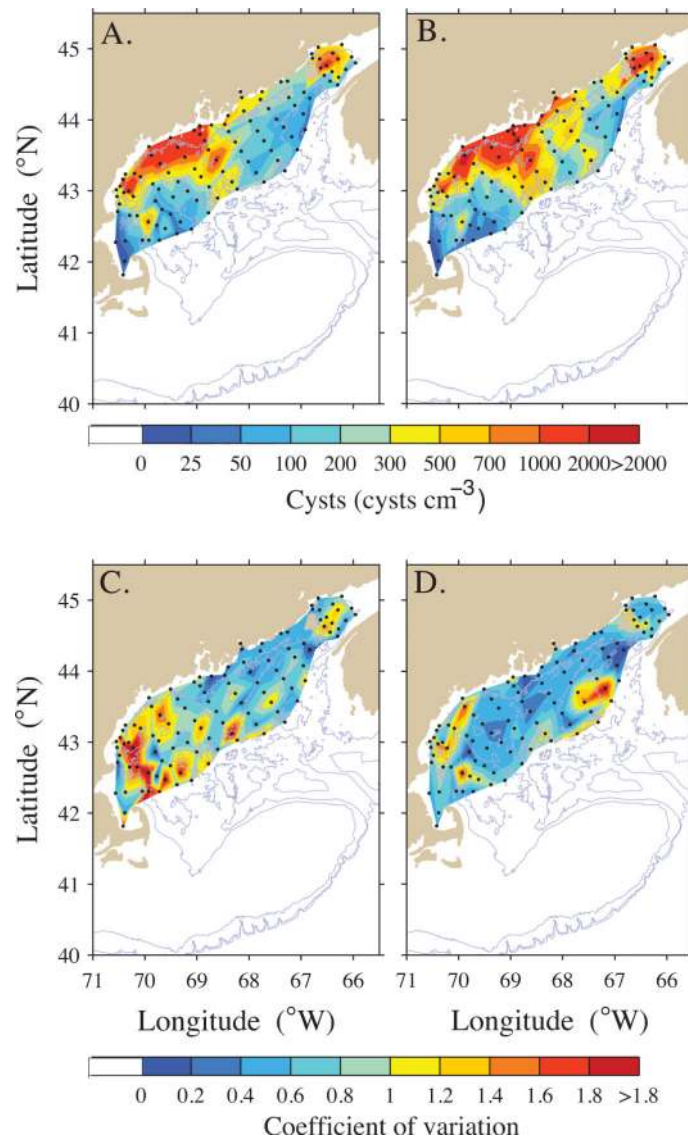 A.
B.
45
44
43
42
41
40
Latitude (°N)
0 25 50 100 200 300 500 700 1000 2000 >2000
Cysts (cysts cm⁻³)
C.
D.
45
44
43
42
41
40
Latitude (°N)
71 70 69 68 67 66 71 70 69 68 67 66
Longitude (°W) Longitude (°W)
0 0.2 0.4 0.6 0.8 1 1.2 1.4 1.6 1.8 >1.8
Coefficient of variation